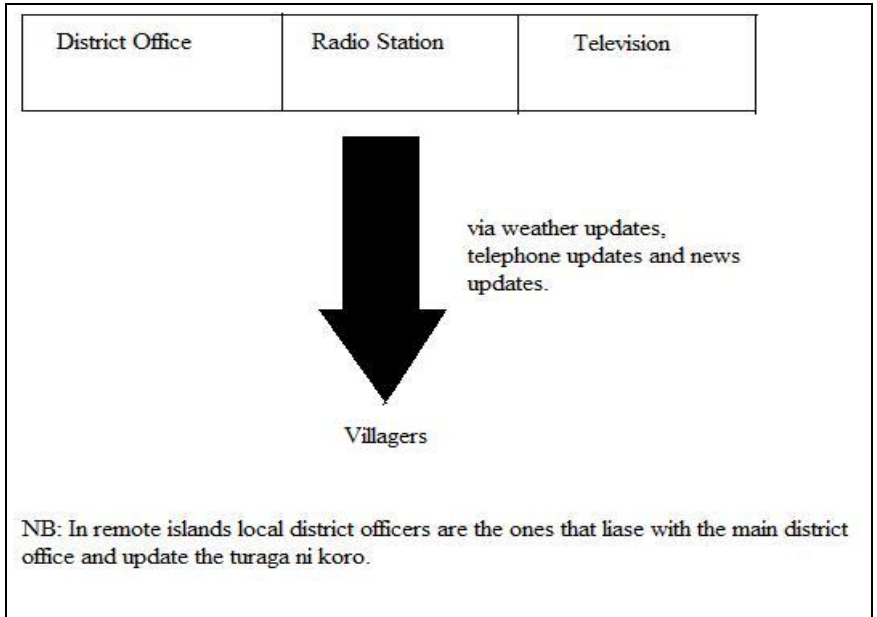 District Office
Radio Station
Television
via weather updates,
telephone updates and news
updates.
Villagers
NB: In remote islands local district officers are the ones that liase with the main district
office and update the turaga ni koro.